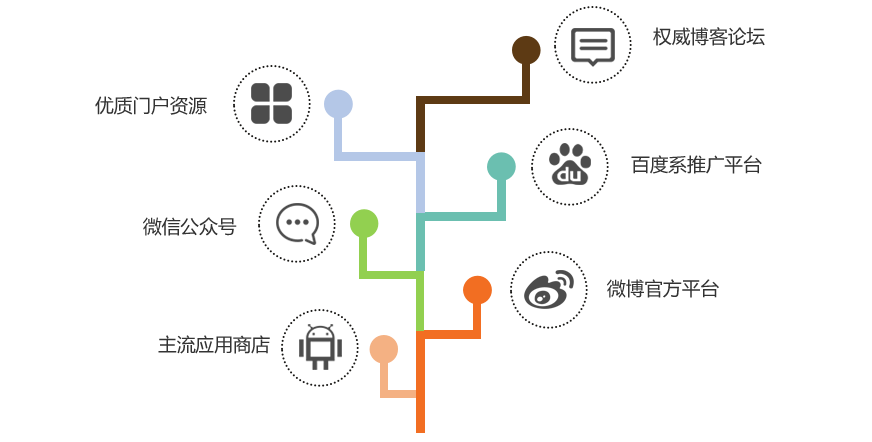 权威博客论坛
优质门户资源
百度系推广平台
du
微信公众号
微博官方平台
主流应用商店